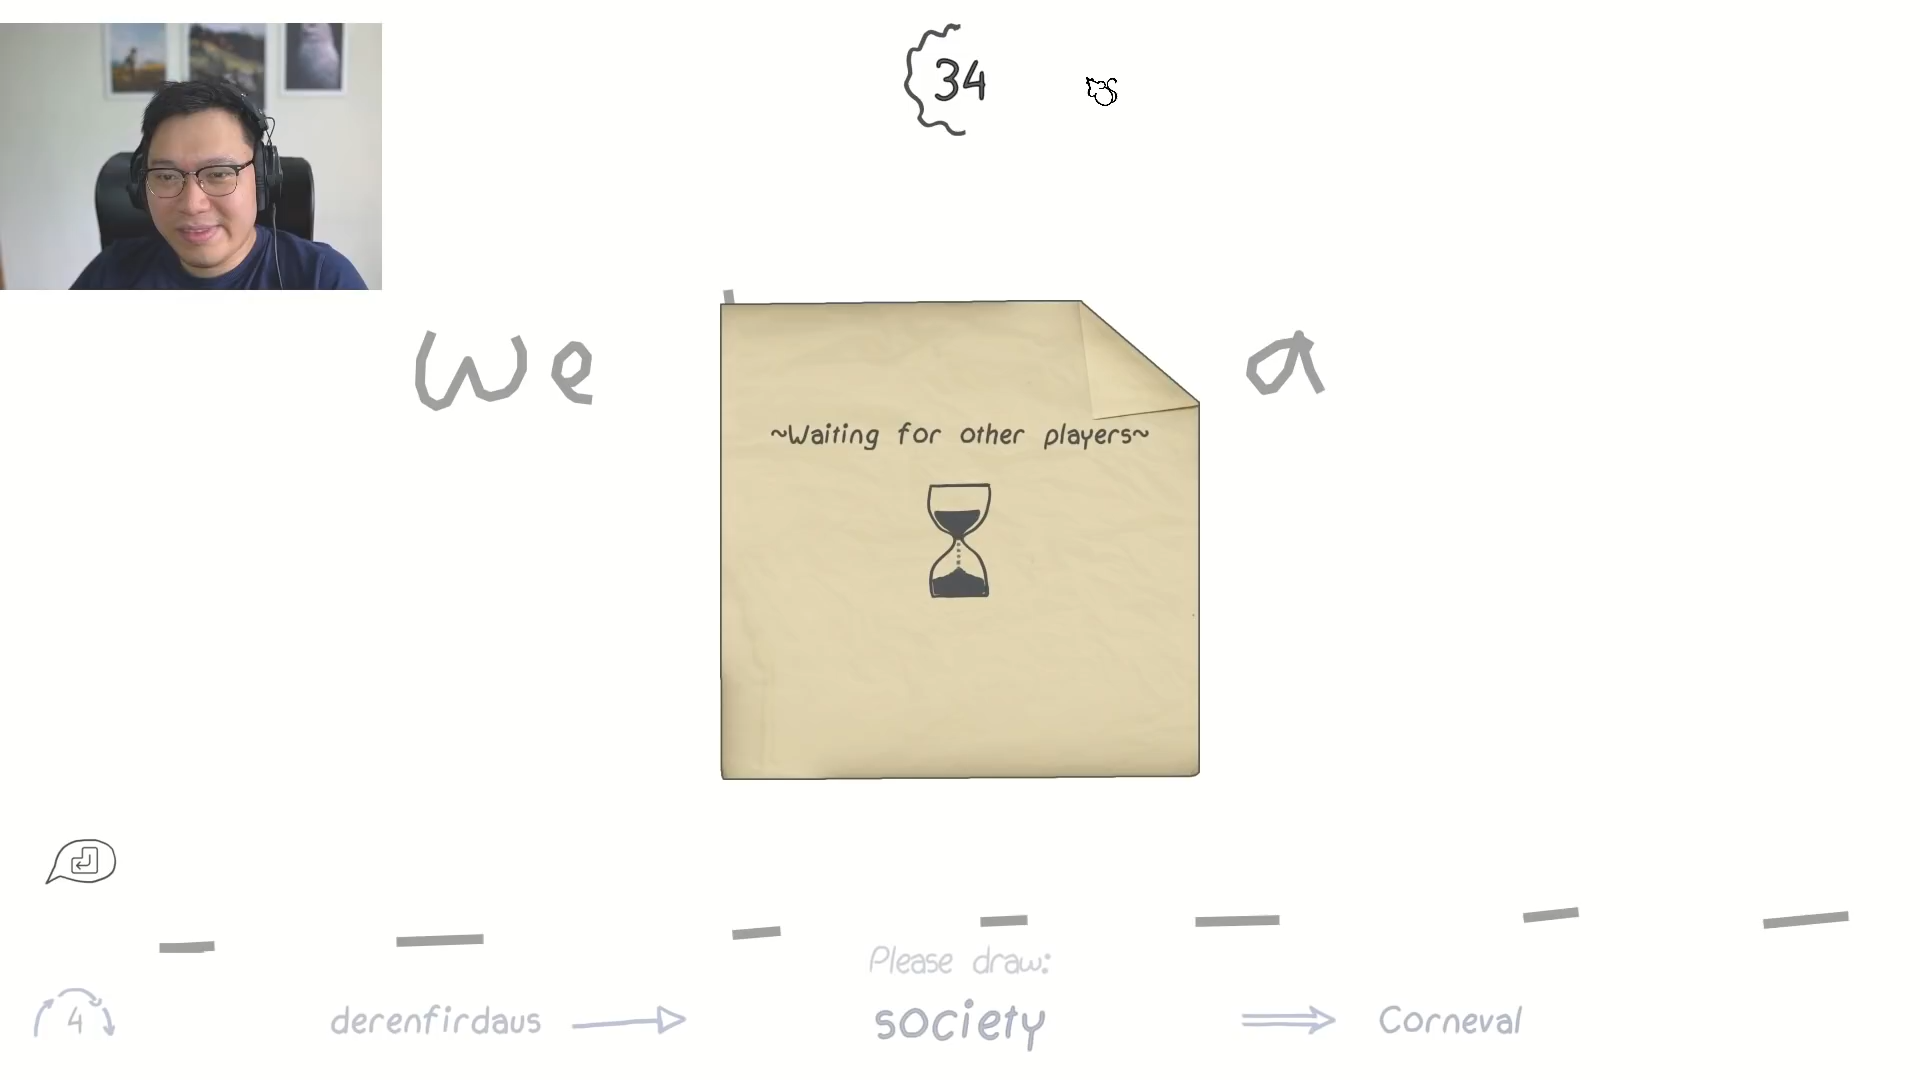 34
we a
~Waiting for other players~
Please draw:
4 derenfirdaus society Corneval